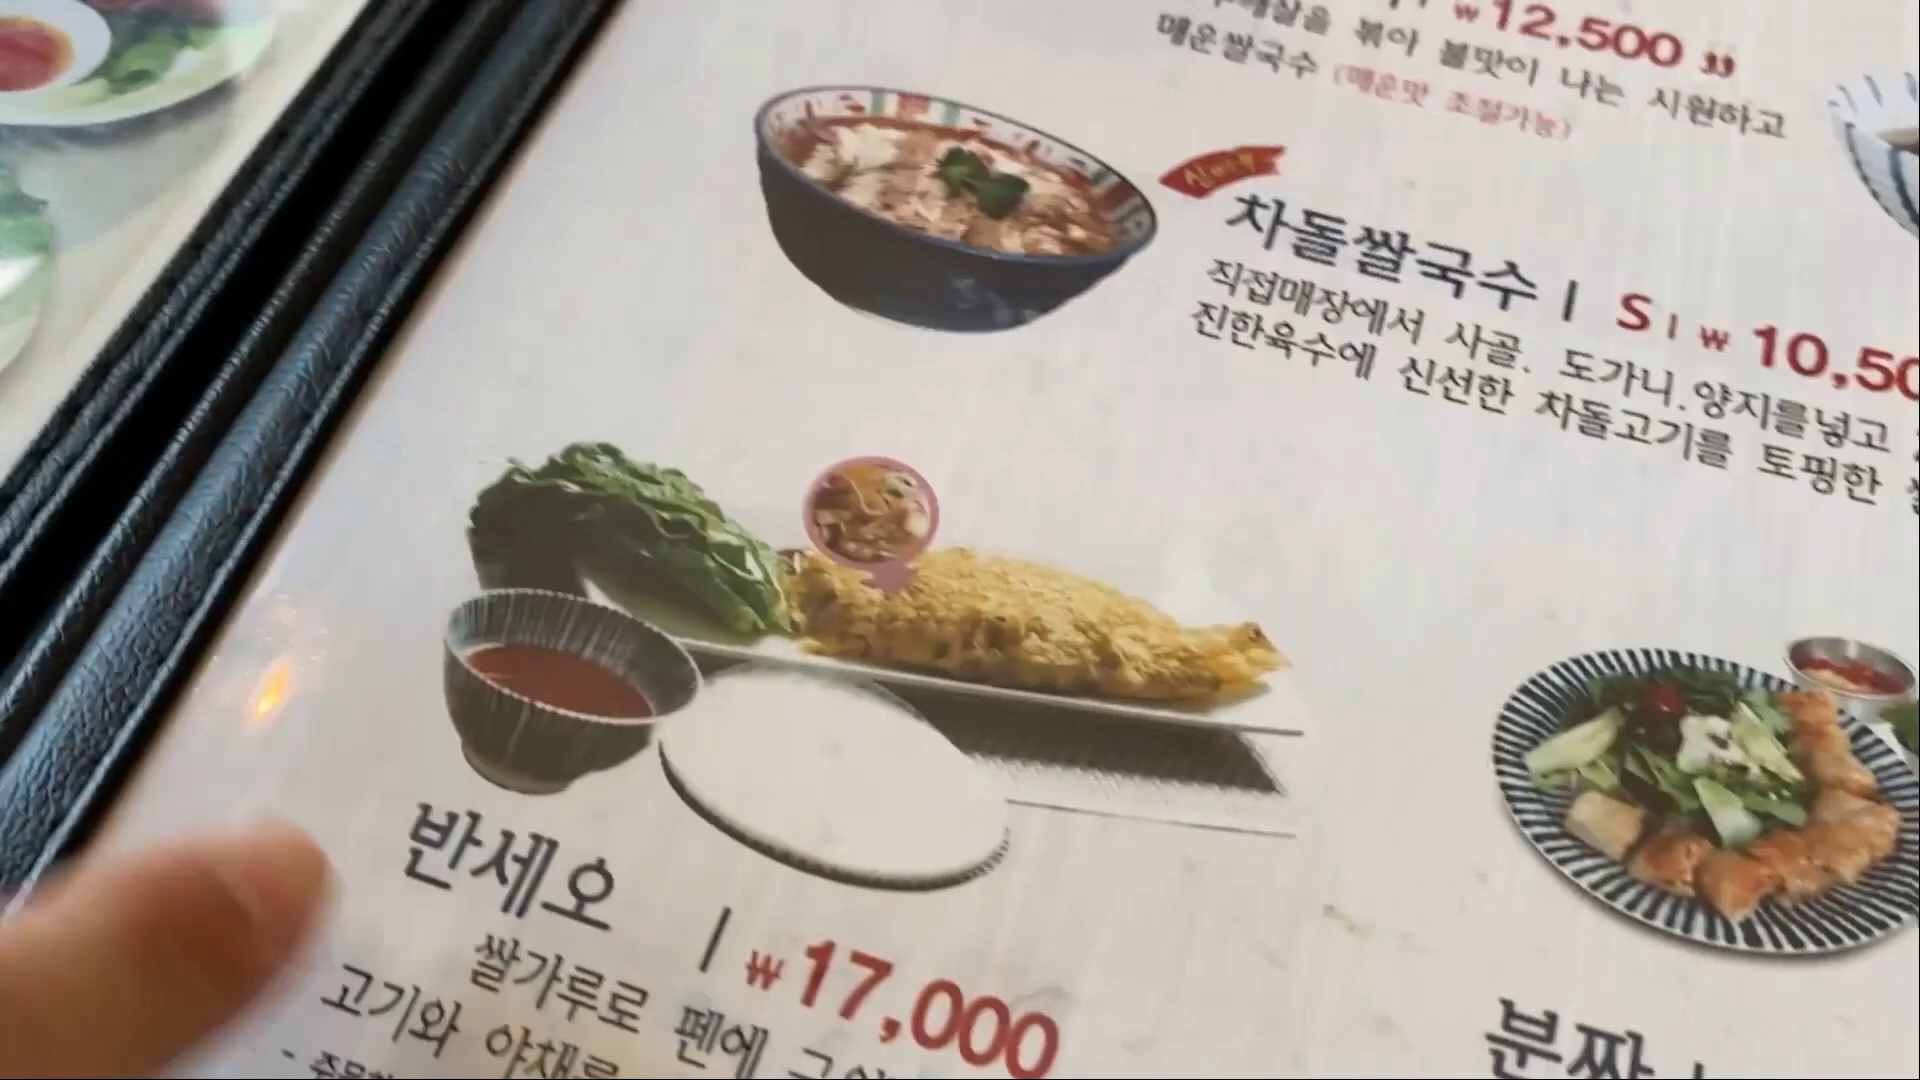 ₩12,500
볶아 불맛이 나는 시원하고
매운쌀국수 (매운맛 조절가능)
차돌쌀국수 | S | ₩ 10,50
직접매장에서 사골. 도가니.양지를넣고
진한육수에 신선한 차돌고기를 토핑한
반세오 | ₩17,000
쌀가루로 펜에
고기와 야채를
분짜 |